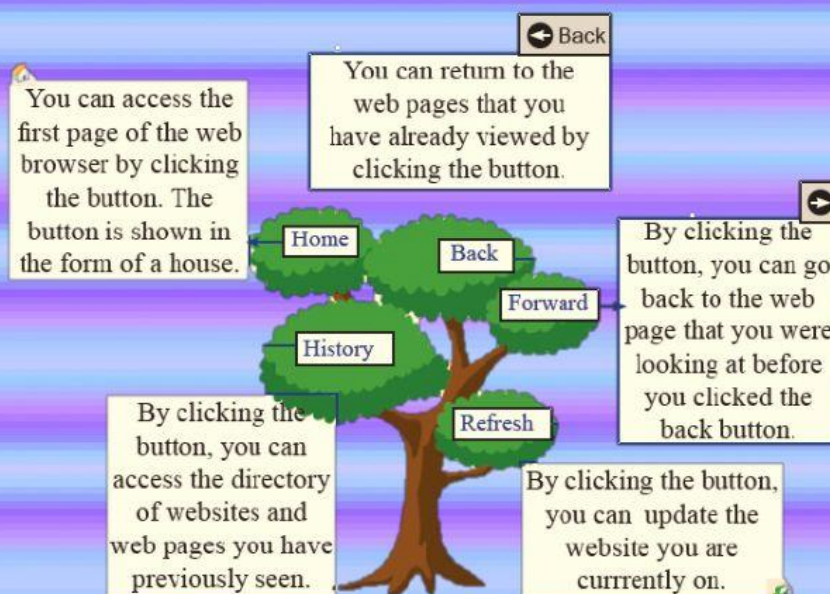 Back
You can return to the
web pages that you
have already viewed by
clicking the button.
You can access the
first page of the web
browser by clicking
the button. The
button is shown in
the form of a house.
Home
Back
Forward
History
Refresh
By clicking the
button, you can go
back to the web
page that you were
looking at before
you clicked the
back button.
By clicking the
button, you can
access the directory
of websites and
web pages you have
previously seen.
By clicking the button,
you can update the
website you are
currrently on.